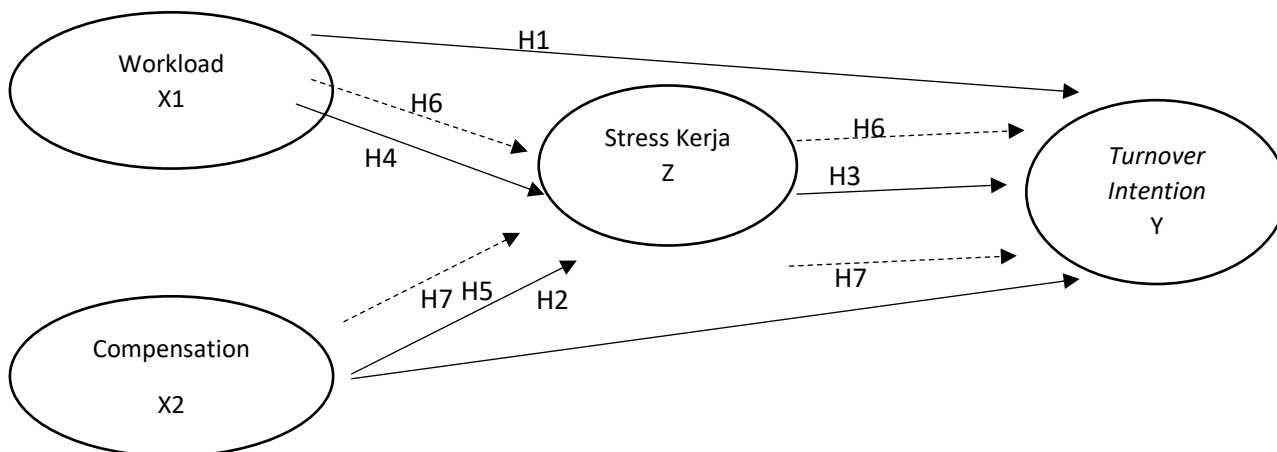 H1
Workload
X1
H6
H4
Stress Kerja
Z
H6
H3
Turnover
Intention
Y
H7
H5
H2
H7
Compensation
X2